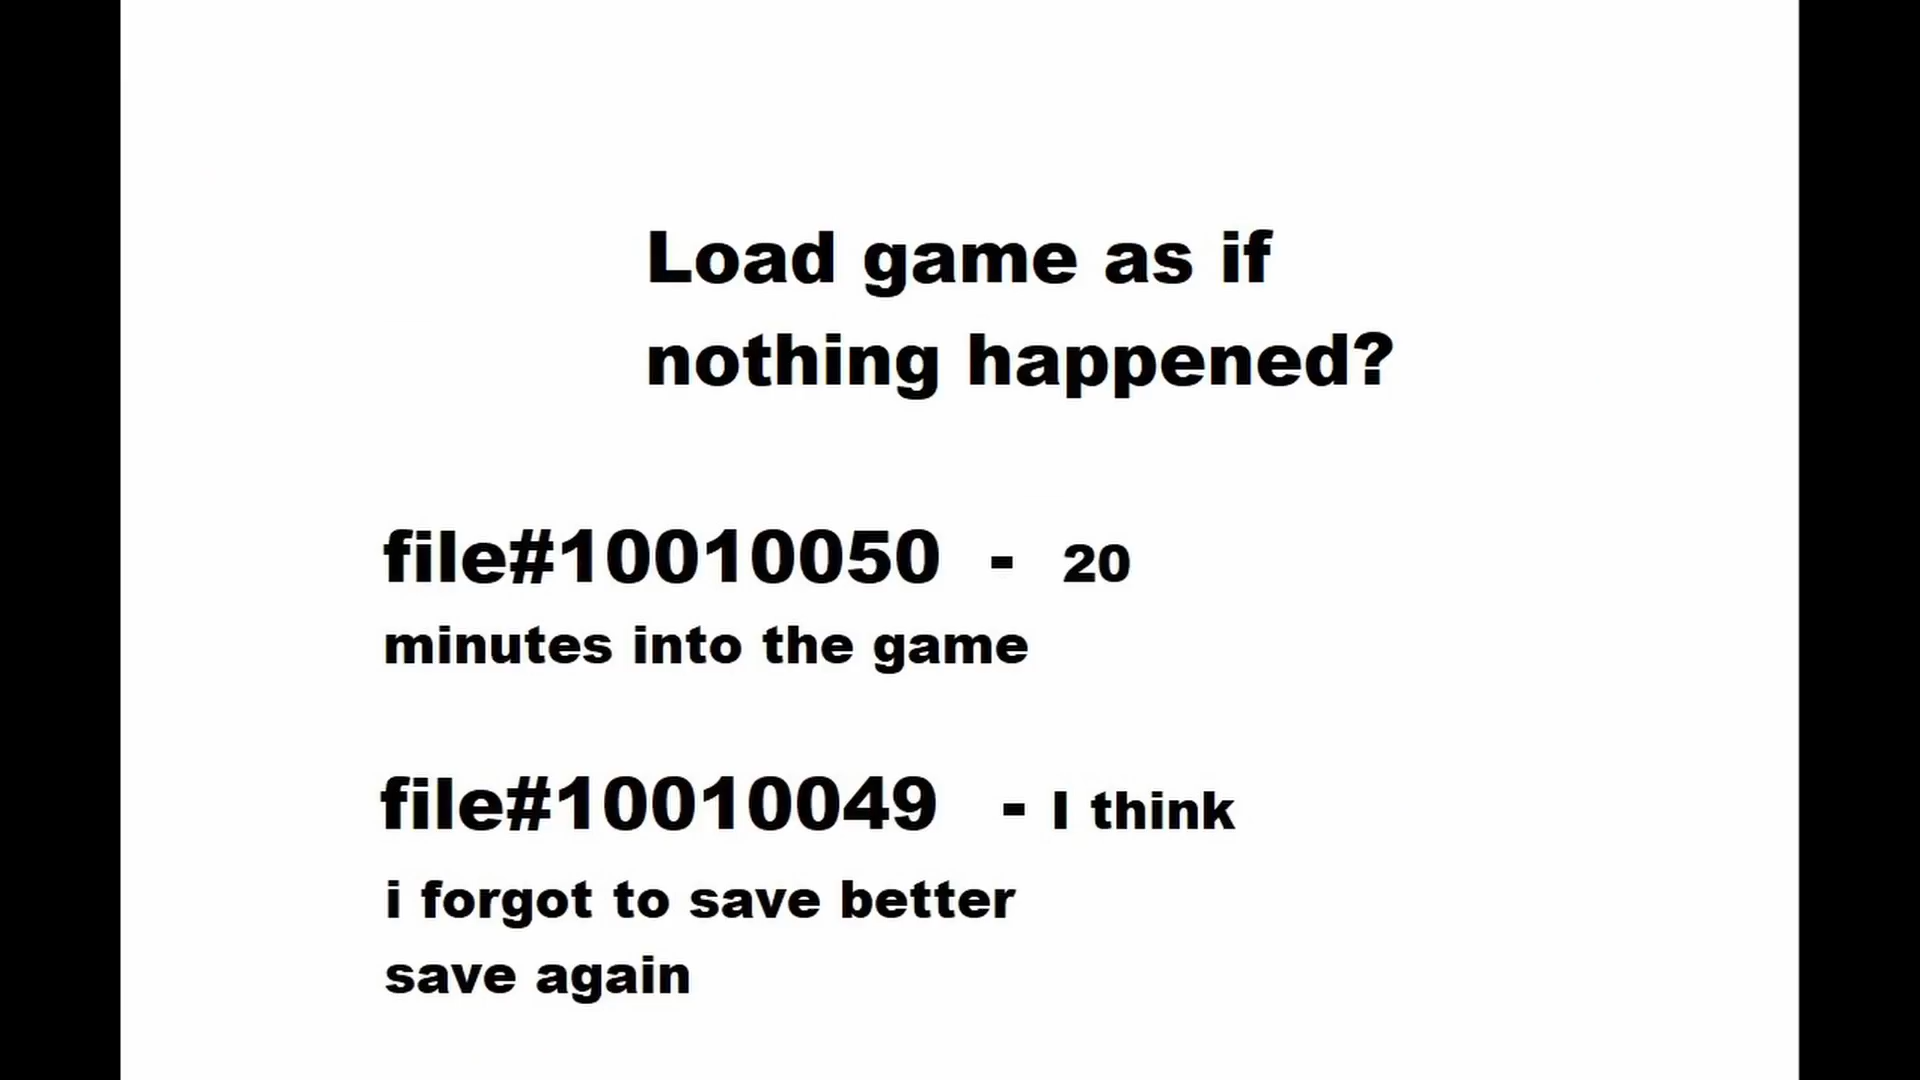 Load game as if
nothing happened?
file#10010050 - 20
minutes into the game
file#10010049 - I think
i forgot to save better
save again